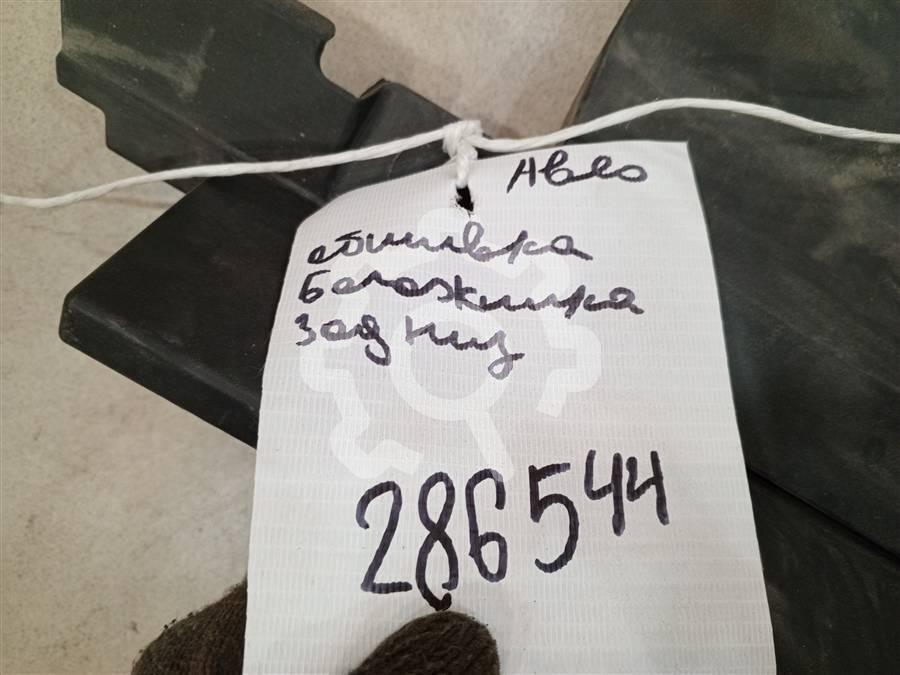 Авео
обшивка
багажника
зад низ
286544